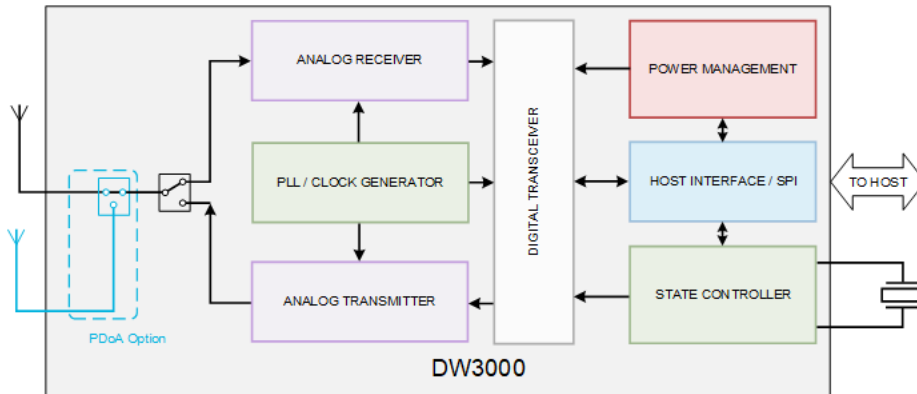 ANALOG RECEIVER
POWER MANAGEMENT
PLL / CLOCK GENERATOR
DIGITAL TRANSCEIVER
HOST INTERFACE / SPI
TO HOST
ANALOG TRANSMITTER
STATE CONTROLLER
PDoA Option
DW3000